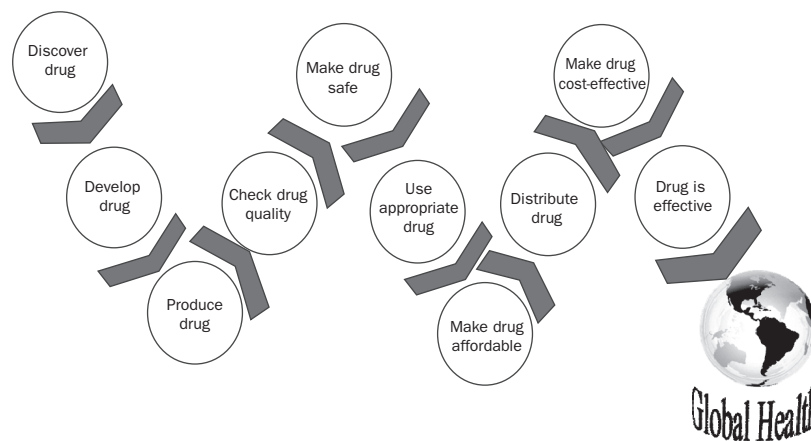 Discover
drug
Develop
drug
Produce
drug
Check drug
quality
Make drug
safe
Use
appropriate
drug
Make drug
affordable
Distribute
drug
Make drug
cost-effective
Drug is
effective
Global Health